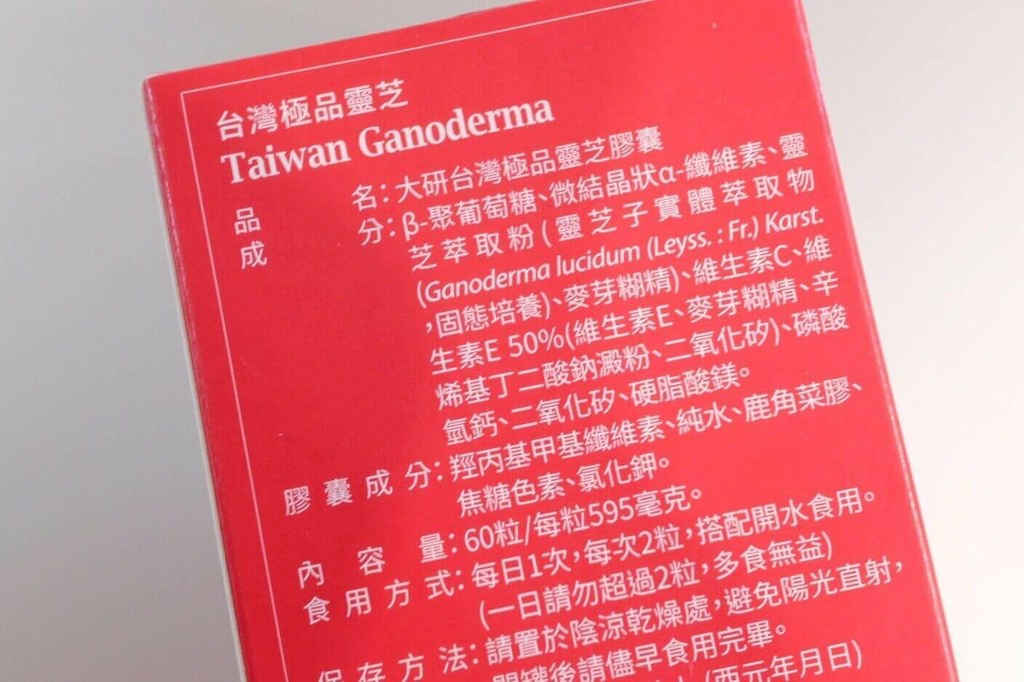 台灣極品靈芝
Taiwan Ganoderma
品名：大研台灣極品靈芝膠囊
成分：β-聚葡萄糖、微結晶狀α-纖維素、靈
芝萃取粉(靈芝子實體萃取物
(Ganoderma lucidum (Leyss. : Fr.) Karst.
,固態培養)、麥芽糊精)、維生素C、維
生素E 50%(維生素E、麥芽糊精、辛
烯基丁二酸鈉澱粉、二氧化矽)、磷酸
氫鈣、二氧化矽、硬脂酸鎂。
膠囊成分：羥丙基甲基纖維素、純水、鹿角菜膠、
焦糖色素、氯化鉀。
內容量：60粒/每粒595毫克。
食用方式：每日1次，每次2粒，搭配開水食用。
(一日請勿超過2粒，多食無益)
保存方法：請置於陰涼乾燥處，避免陽光直射，
開罐後請儘早食用完畢。
(西元年月日)